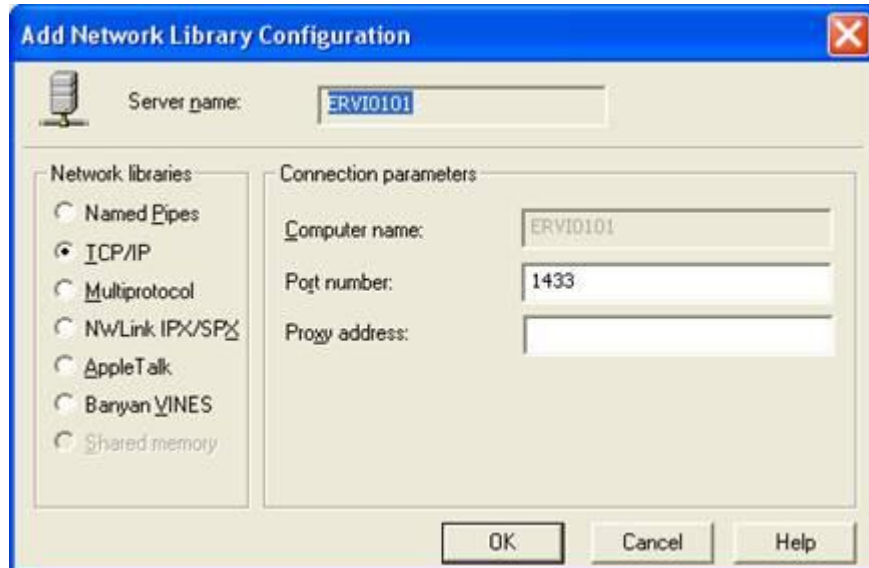 Add Network Library Configuration
Server name:
ERVI0101
Network libraries
Named Pipes
TCP/IP
Multiprotocol
NWLink IPX/SPX
AppleTalk
Banyan VINES
Shared memory
Connection parameters
Computer name:
ERVI0101
Port number:
1433
Proxy address:
OK
Cancel
Help